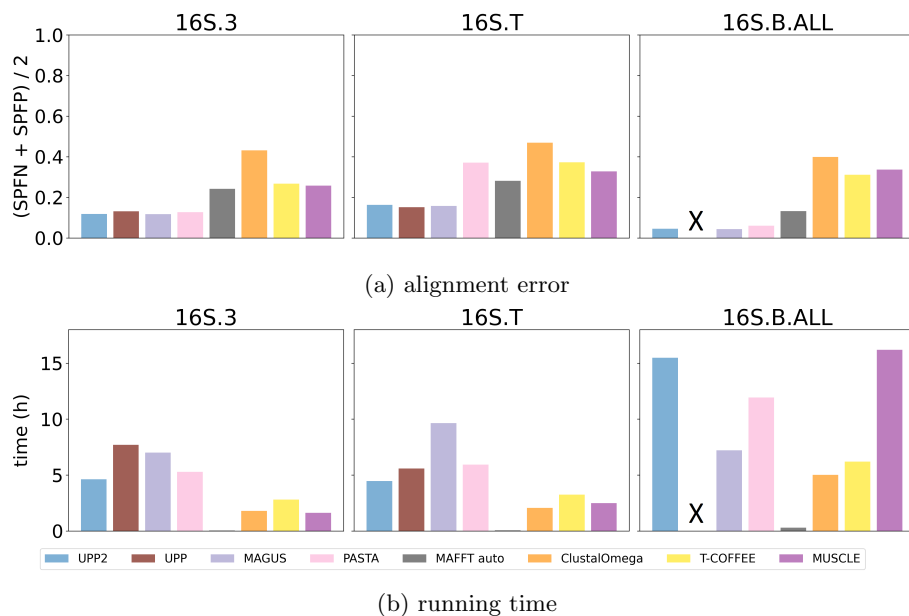 16S.3 16S.T 16S.B.ALL
(SPFN + SPFP) / 2
1.0
0.8
0.6
0.4
0.2
0.0
X
(a) alignment error
16S.3 16S.T 16S.B.ALL
time (h)
15
10
5
0
X
UPP2 UPP MAGUS PASTA MAFFT auto ClustalOmega T-COFFEE MUSCLE
(b) running time